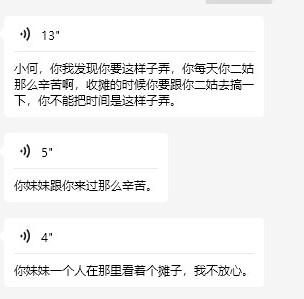 13"
小何，你我发现你要这样子弄，你每天你二姑
那么辛苦啊，收摊的时候你要跟你二姑去搞一
下，你不能把时间是这样子弄。
5"
你妹妹跟你来过那么辛苦。
4"
你妹妹一个人在那里看着个摊子，我不放心。